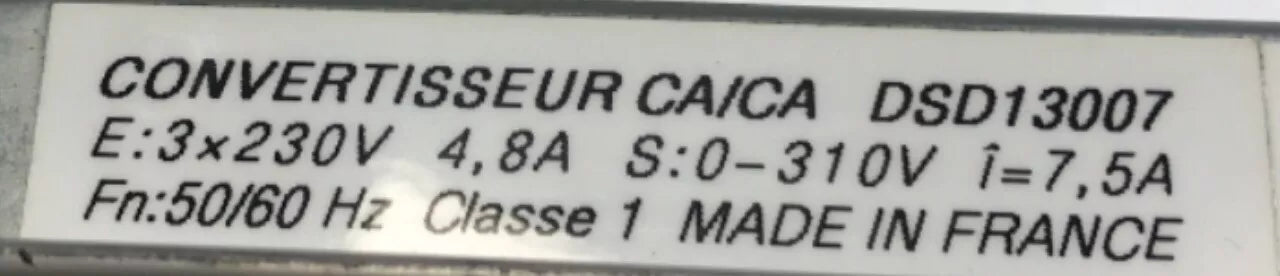 CONVERTISSEUR CA/CA DSD13007
E:3×230V 4,8A S:0-310V î=7,5A
Fn:50/60 Hz Classe 1 MADE IN FRANCE